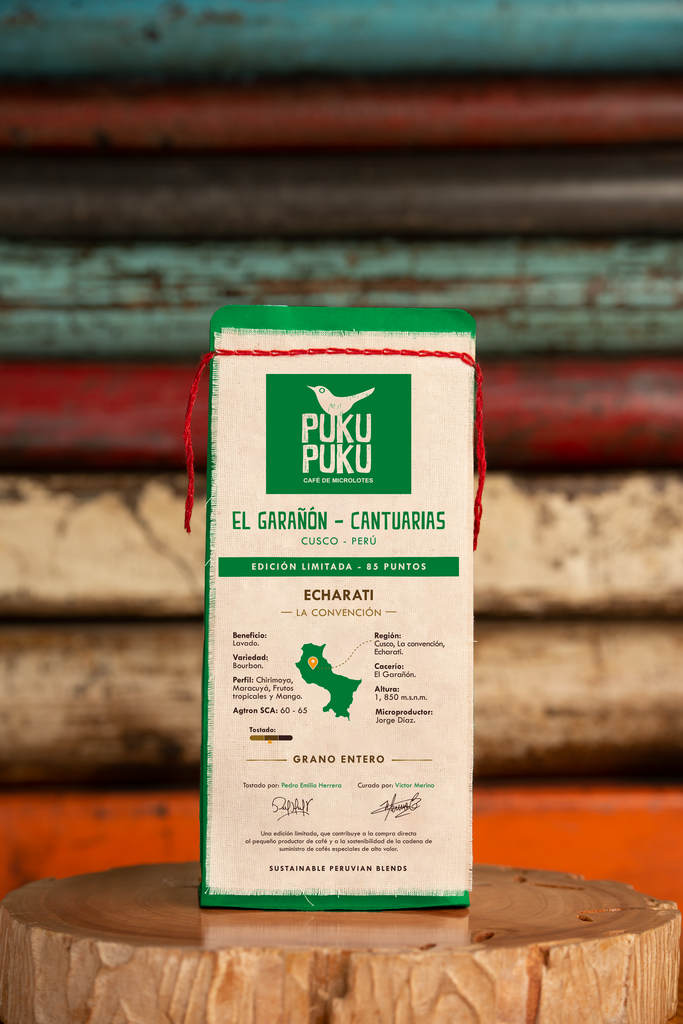 PUKU
PUKU
CAFÉ DE MICROLOTES
EL GARAÑÓN - CANTUARIAS
CUSCO - PERÚ
EDICIÓN LIMITADA - 85 PUNTOS
ECHARATI
LA CONVENCIÓN
Beneficio:
Lavado.
Variedad:
Bourbon.
Perfil: Chirimoya,
Maracuyá, Frutos
tropicales y Mango.
Agtron SCA: 60 - 65
Tostado:
Región:
Cusco, La convención,
Echarati.
Cacerío:
El Garañón.
Altura:
1, 850 m.s.n.m.
Microproductor:
Jorge Díaz.
GRANO ENTERO
Tostado por: Pedro Emilio Herrera
Curado por: Víctor Merino
Una edición limitada, que contribuye a la compra directa
al pequeño productor de café y a la sostenibilidad de la cadena de
suministro de cafés especiales de alto valor.
SUSTAINABLE PERUVIAN BLENDS